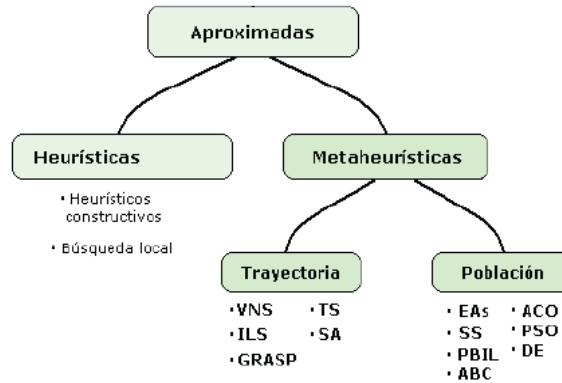 Aproximadas
Heurísticas
Metaheurísticas
· Heurísticos
constructivos
· Búsqueda local
Trayectoria
· VNS · TS
· ILS · SA
· GRASP
Población
· EAs · ACO
· SS · PSO
· PBIL · DE
· ABC